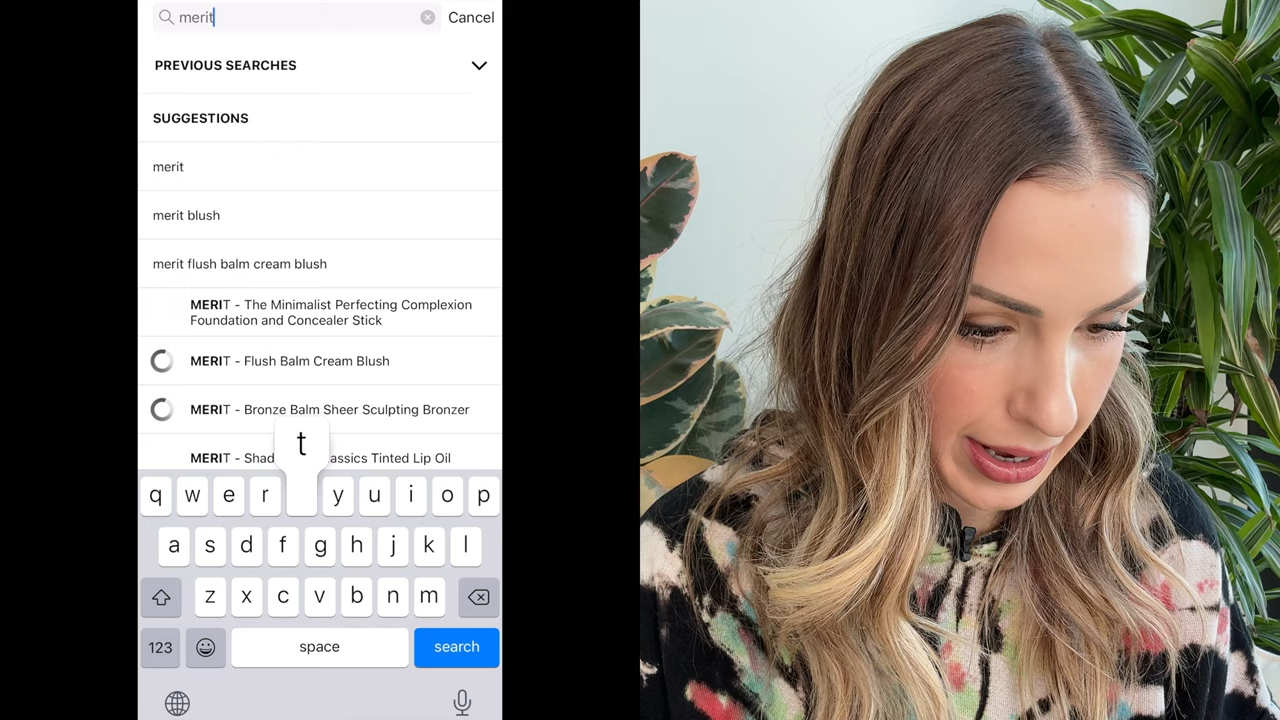 merit
Cancel
PREVIOUS SEARCHES
SUGGESTIONS
merit
merit blush
merit flush balm cream blush
MERIT - The Minimalist Perfecting Complexion
Foundation and Concealer Stick
MERIT - Flush Balm Cream Blush
MERIT - Bronze Balm Sheer Sculpting Bronzer
t
MERIT - Shad assics Tinted Lip Oil
q w e r y u i o p
a s d f g h j k l
z x c v b n m
123 space search